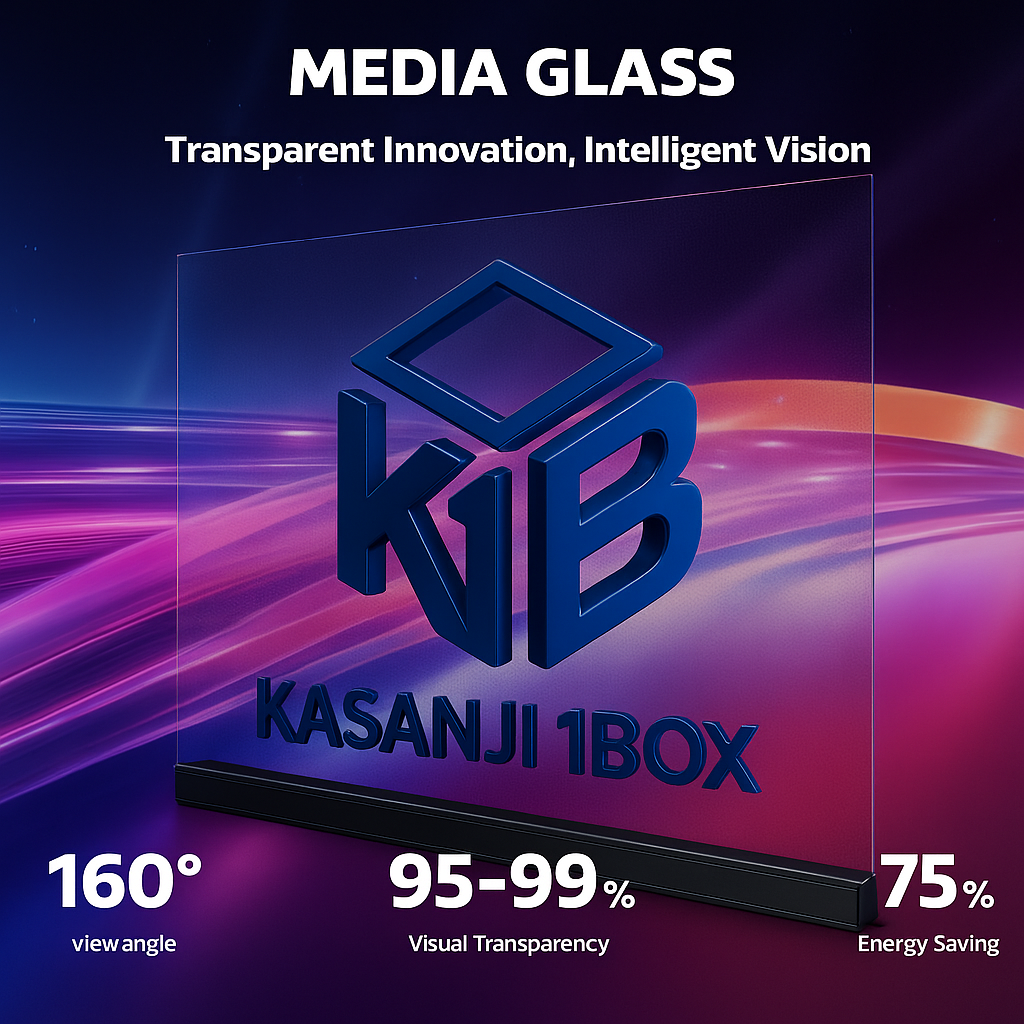 MEDIA GLASS
Transparent Innovation, Intelligent Vision
K1B
KASANJI 1BOX
160°
view angle
95-99%
Visual Transparency
75%
Energy Saving